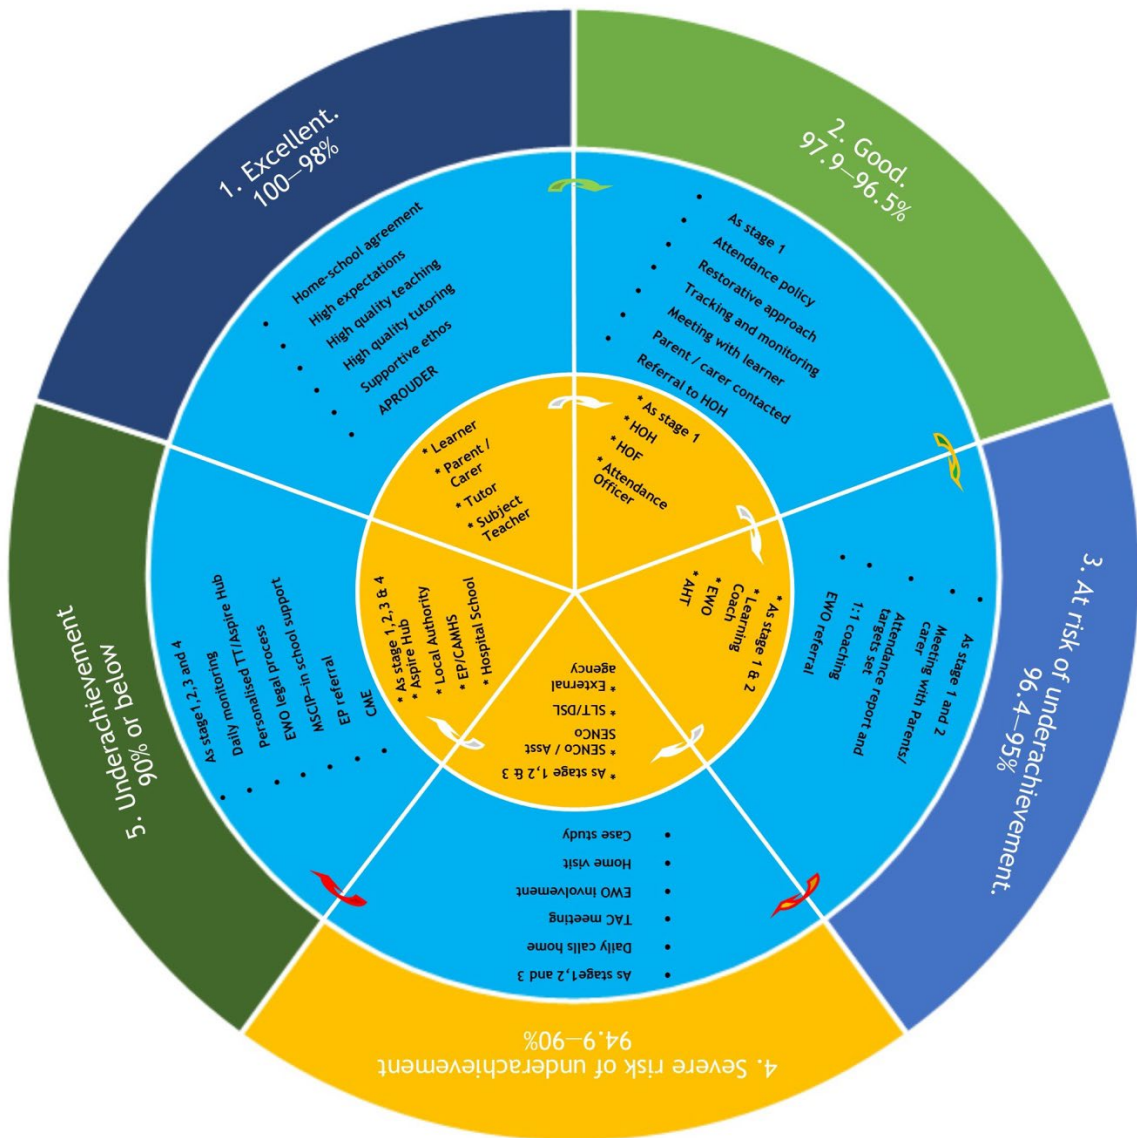 1. Excellent.
100–98%
• Home-school agreement
• High expectations
• High quality teaching
• High quality tutoring
• Supportive ethos
• APROUDER
* Learner
* Parent /
Carer
* Tutor
* Subject
Teacher
2. Good.
97.9–96.5%
• As stage 1
• Attendance policy
• Restorative approach
• Tracking and monitoring
• Meeting with learner
• Parent / carer contacted
• Referral to HOH
* As stage 1
* HOH
* HOF
* Attendance
Officer
3. At risk of underachievement.
96.4–95%
• As stage 1 and 2
• Meeting with Parents/
carer
• Attendance report and
targets set
• 1:1 coaching
• EWO referral
* As stage 1 & 2
* Learning
Coach
* EWO
* AHT
4. Severe risk of underachievement
94.9–90%
• As stage1, 2 and 3
• Daily calls home
• TAC meeting
• EWO involvement
• Home visit
• Case study
* As stage 1, 2 & 3
* SENCo / Asst
SENCo
* SLT/DSL
* External
agency
5. Underachievement
90% or below
• As stage1, 2,3 and 4
• Daily monitoring
• Personalised TT/Aspire Hub
• EWO legal process
• MSCIP–in school support
• EP referral
• CME
* As stage 1,2,3 & 4
* Aspire Hub
* Local Authority
* EP/CAMHS
* Hospital School